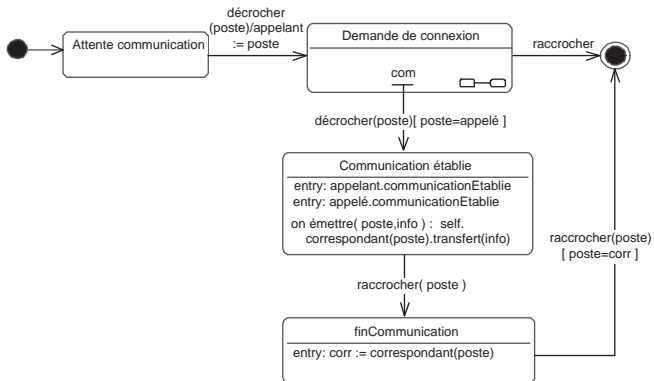 décrocher
(poste)/appelant
:= poste
Attente communication
Demande de connexion
raccrocher
com
décrocher(poste)[ poste=appelé ]
Communication établie
entry: appelant.communicationEtablie
entry: appelé.communicationEtablie
on émettre( poste,info ) : self.
correspondant(poste).transfert(info)
raccrocher(poste)
[ poste=corr ]
raccrocher( poste )
finCommunication
entry: corr := correspondant(poste)